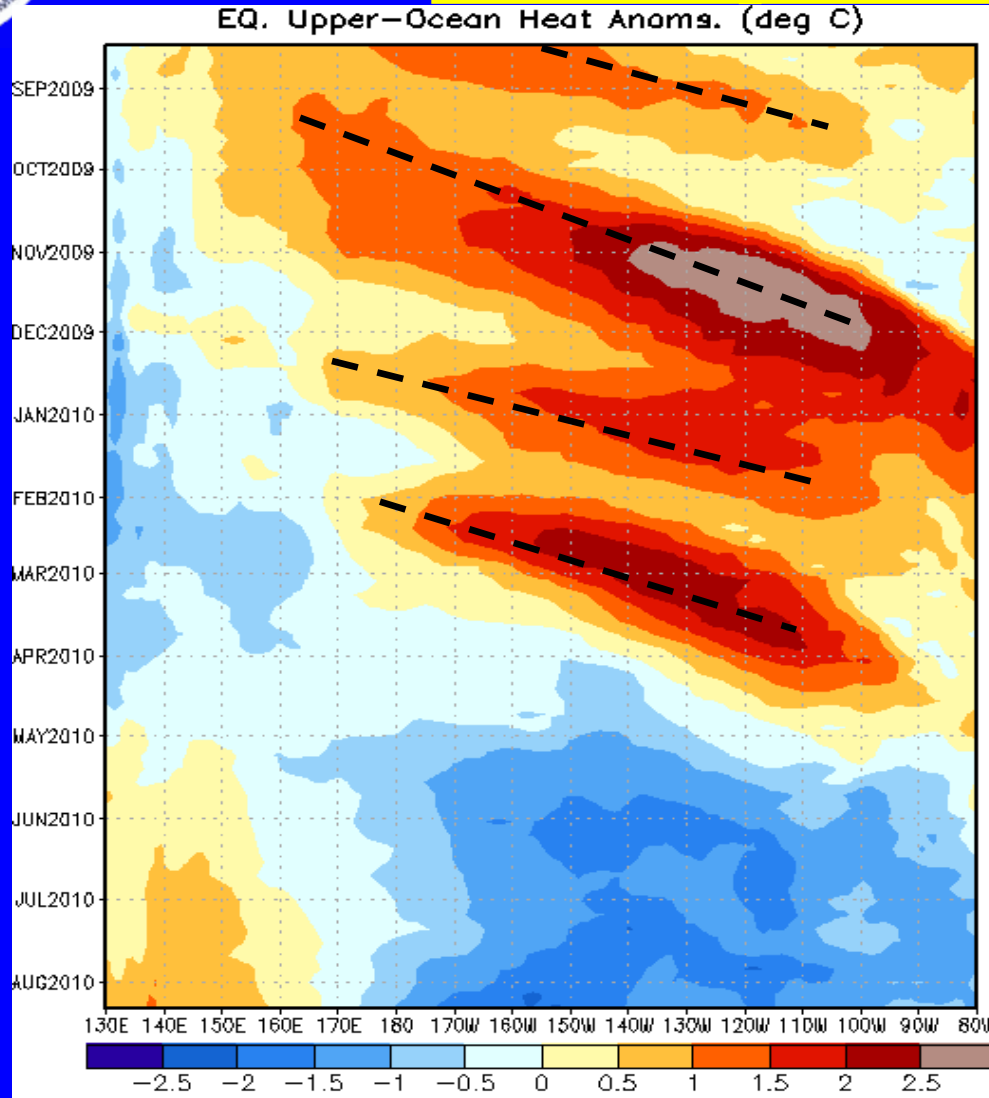 EQ. Upper-Ocean Heat Anoms. (deg C)
SEP2009
OCT2009
NOV2009
DEC2009
JAN2010
FEB2010
MAR2010
APR2010
MAY2010
JUN2010
JUL2010
AUG2010
130E 140E 150E 160E 170E 180 170W 160W 150W 140W 130W 120W 110W 100W 90W 80W
-2.5 -2 -1.5 -1 -0.5 0 0.5 1 1.5 2 2.5